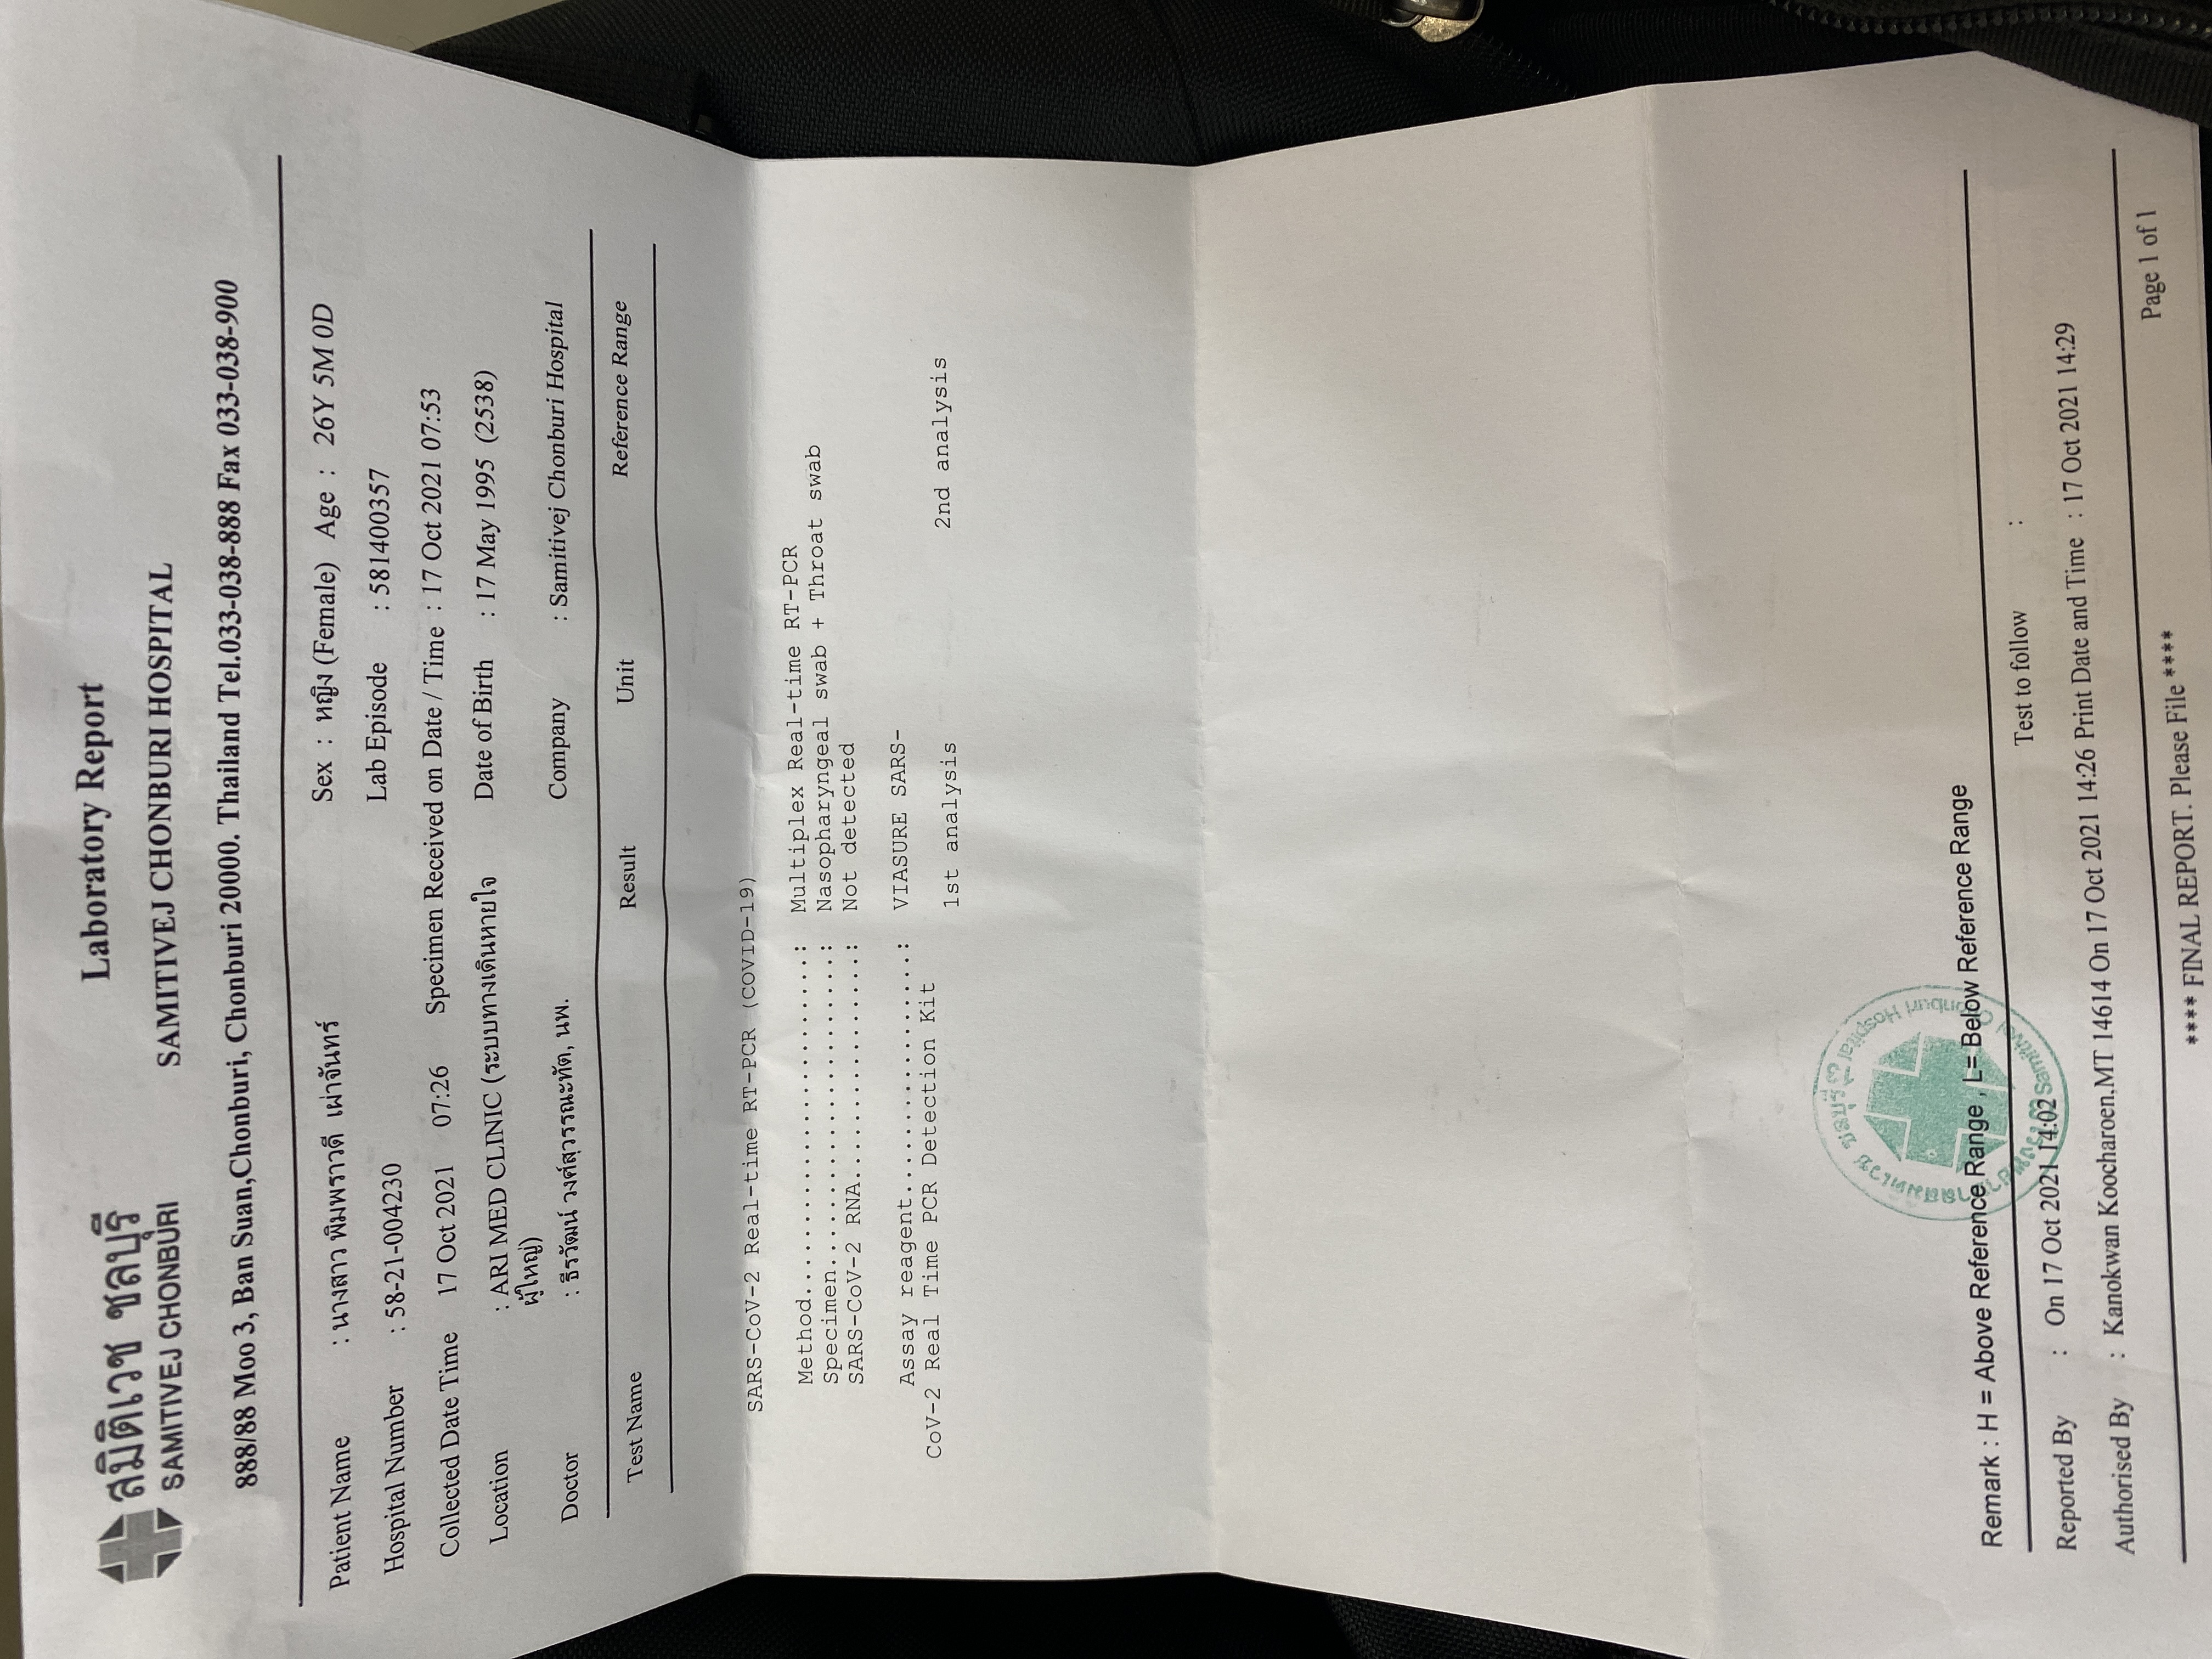 สมิติเวช ชลบุรี
SAMITIVEJ CHONBURI
Laboratory Report
SAMITIVEJ CHONBURI HOSPITAL
888/88 Moo 3, Ban Suan,Chonburi, Chonburi 20000. Thailand Tel.033-038-888 Fax 033-038-900
Patient Name : นางสาว พิมพราวดี เผ่าจันทร์ Sex : หญิง (Female) Age : 26Y 5M 0D
Hospital Number : 58-21-004230 Lab Episode : 581400357
Collected Date Time 17 Oct 2021 07:26 Specimen Received on Date / Time : 17 Oct 2021 07:53
Location : ARI MED CLINIC (ระบบทางเดินหายใจ Date of Birth : 17 May 1995 (2538)
ผู้ใหญ่)
Doctor : ธีรวัฒน์ วงศ์สุวรรณะทัต, นพ. Company : Samitivej Chonburi Hospital
Test Name Result Unit Reference Range
SARS-CoV-2 Real-time RT-PCR (COVID-19)
Method........................: Multiplex Real-time RT-PCR
Specimen......................: Nasopharyngeal swab + Throat swab
SARS-CoV-2 RNA................: Not detected
Assay reagent.................: VIASURE SARS-
CoV-2 Real Time PCR Detection Kit
1st analysis 2nd analysis
Remark : H = Above Reference Range , L= Below Reference Range
Test to follow :
Reported By : On 17 Oct 2021 14:02
Authorised By : Kanokwan Koocharoen,MT 14614 On 17 Oct 2021 14:26 Print Date and Time : 17 Oct 2021 14:29
Page 1 of 1
**** FINAL REPORT. Please File ****
Samitivej Chonburi Hospital